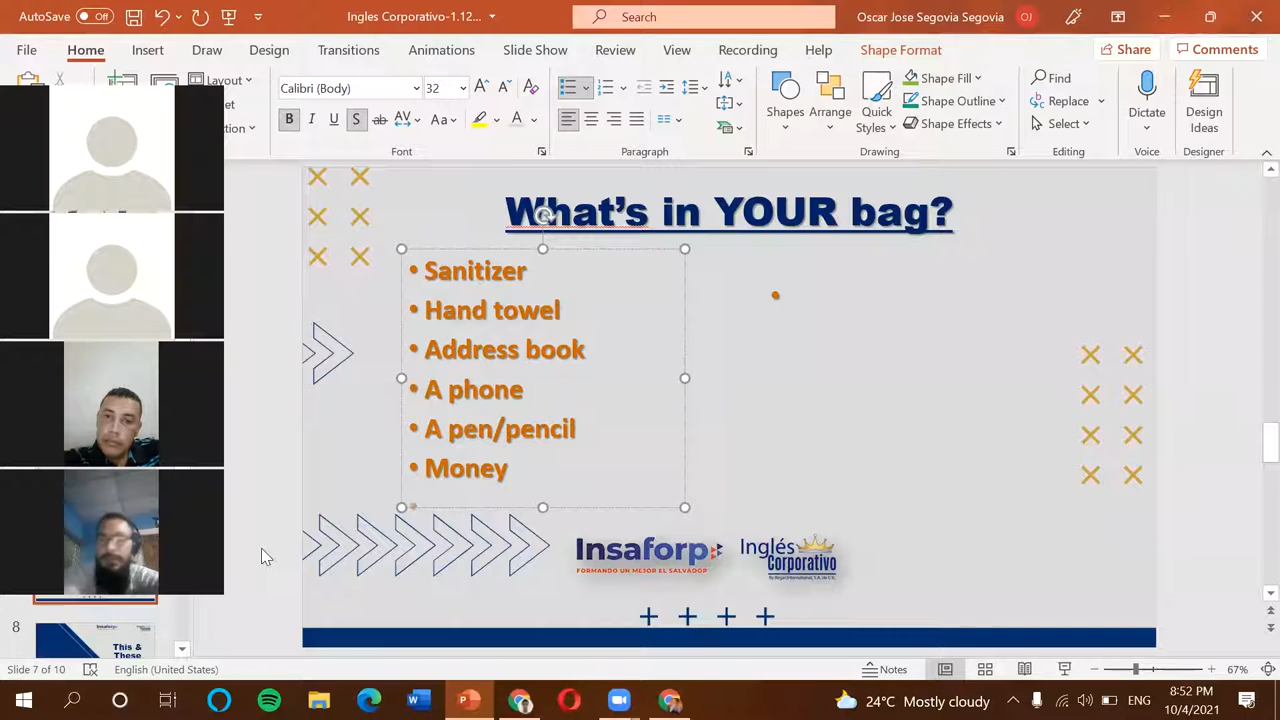 AutoSave Off
Ingles Corporativo-1.12...
Search
Oscar Jose Segovia Segovia
OJ
File Home Insert Draw Design Transitions Animations Slide Show Review View Recording Help Shape Format
Share
Comments
Layout
Calibri (Body)
32
Font
Paragraph
Shapes
Arrange
Quick Styles
Shape Fill
Shape Outline
Shape Effects
Drawing
Find
Replace
Select
Editing
Dictate
Voice
Design Ideas
Designer
What's in YOUR bag?
• Sanitizer
• Hand towel
• Address book
• A phone
• A pen/pencil
• Money
Insaforp
FORMANDO UN MEJOR EL SALVADOR
Inglés
Corporativo
8
This &
These
Slide 7 of 10
English (United States)
Notes
67%
24°C Mostly cloudy
ENG
8:52 PM
10/4/2021